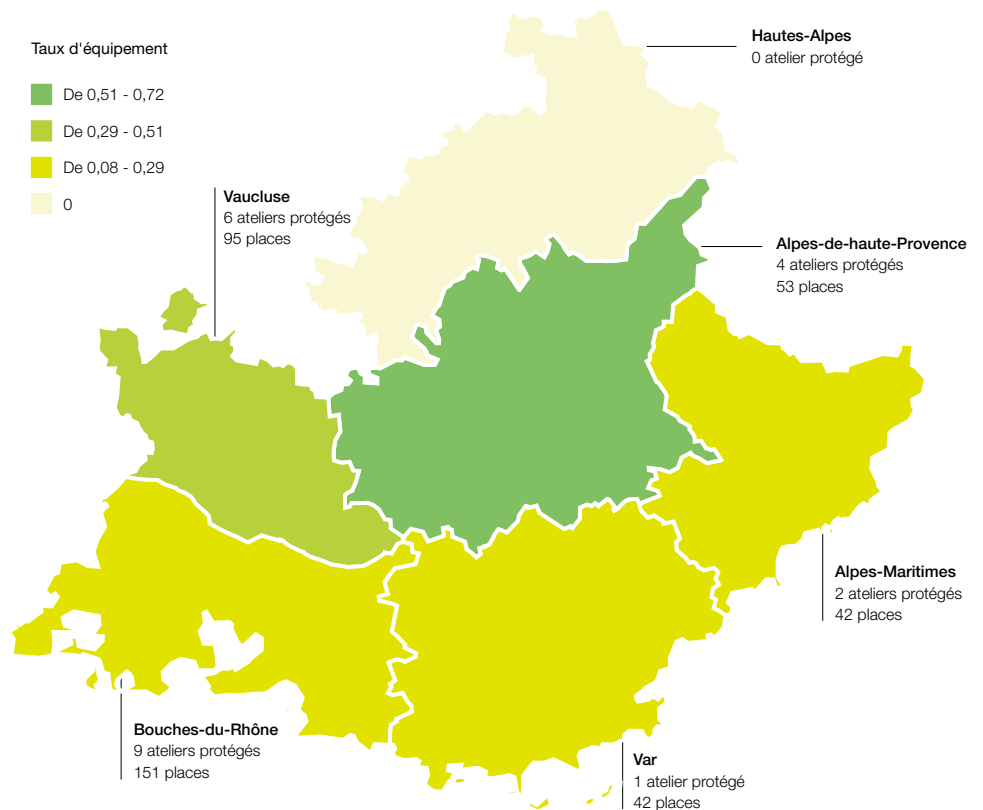 Taux d'équipement
De 0,51 - 0,72
De 0,29 - 0,51
De 0,08 - 0,29
0
Hautes-Alpes
0 atelier protégé
Vaucluse
6 ateliers protégés
95 places
Alpes-de-haute-Provence
4 ateliers protégés
53 places
Alpes-Maritimes
2 ateliers protégés
42 places
Bouches-du-Rhône
9 ateliers protégés
151 places
Var
1 atelier protégé
42 places